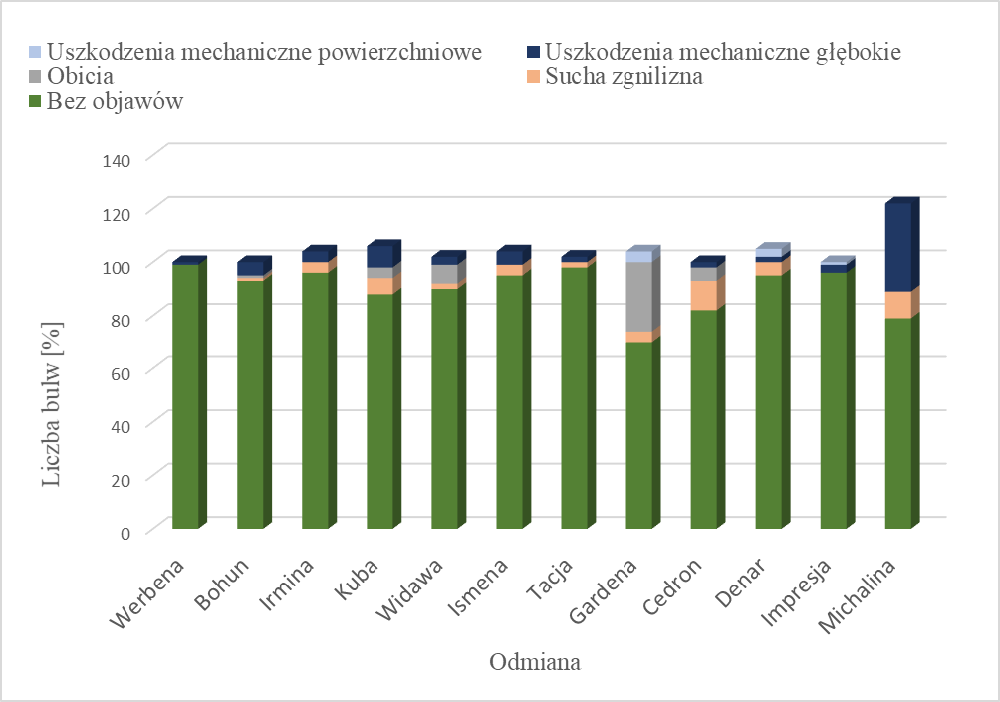 Uszkodzenia mechaniczne powierzchniowe
Uszkodzenia mechaniczne głębokie
Obicia
Sucha zgnilizna
Bez objawów
140
120
100
80
60
40
20
0
Liczba bulw [%]
Werbena
Bohun
Irmina
Kuba
Widawa
Ismena
Tacja
Gardena
Cedron
Denar
Impresja
Michalina
Odmiana